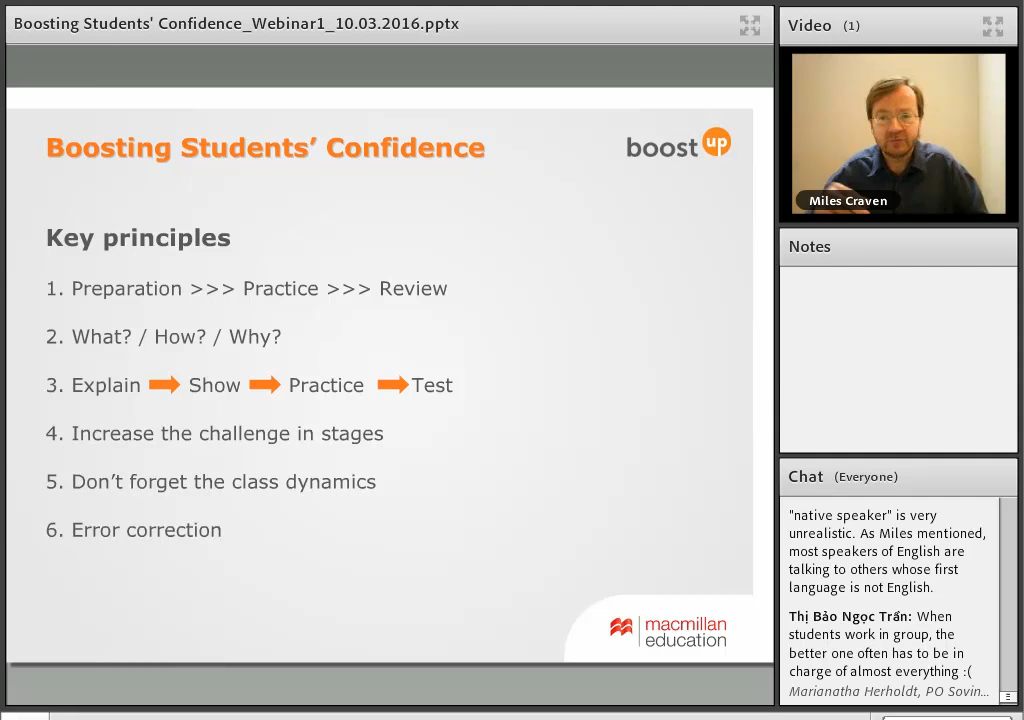 Boosting Students' Confidence_Webinar1_10.03.2016.pptx
Boosting Students’ Confidence
boost up
Key principles
1. Preparation >>> Practice >>> Review
2. What? / How? / Why?
3. Explain Show Practice Test
4. Increase the challenge in stages
5. Don’t forget the class dynamics
6. Error correction
macmillan
education
Video (1)
Miles Craven
Notes
Chat (Everyone)
"native speaker" is very
unrealistic. As Miles mentioned,
most speakers of English are
talking to others whose first
language is not English.
Thị Bảo Ngọc Trần: When
students work in group, the
better one often has to be in
charge of almost everything :(
Marianatha Herholdt, PO Sovin...